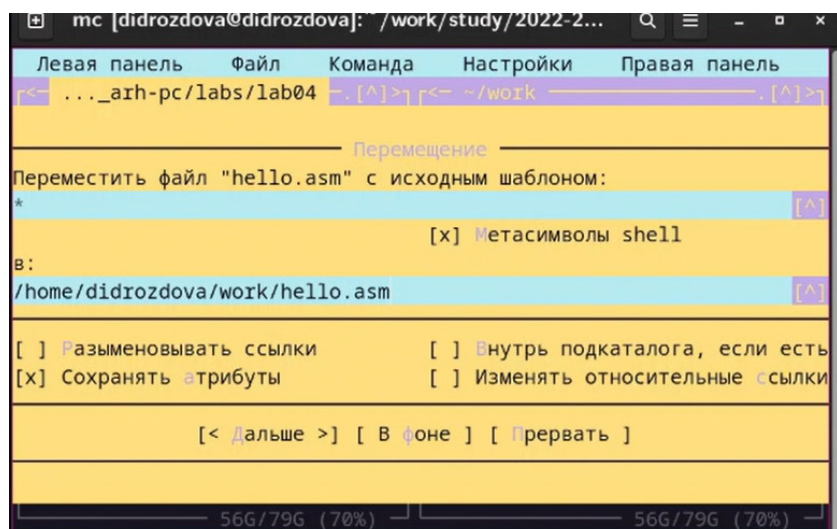 mc [didrozdova@didrozdova]:~/work/study/2022-2...
Левая панель Файл Команда Настройки Правая панель
<− ..._arh-pc/labs/lab04 −.[^]>┐┌<− ~/work .[^]>┐
Перемещение
Переместить файл "hello.asm" с исходным шаблоном:
* [^]
[x] Метасимволы shell
в:
/home/didrozdova/work/hello.asm [^]
[ ] Разыменовывать ссылки [ ] Внутрь подкаталога, если есть
[x] Сохранять атрибуты [ ] Изменять относительные ссылки
[< Дальше >] [ В фоне ] [ Прервать ]
56G/79G (70%) 56G/79G (70%)